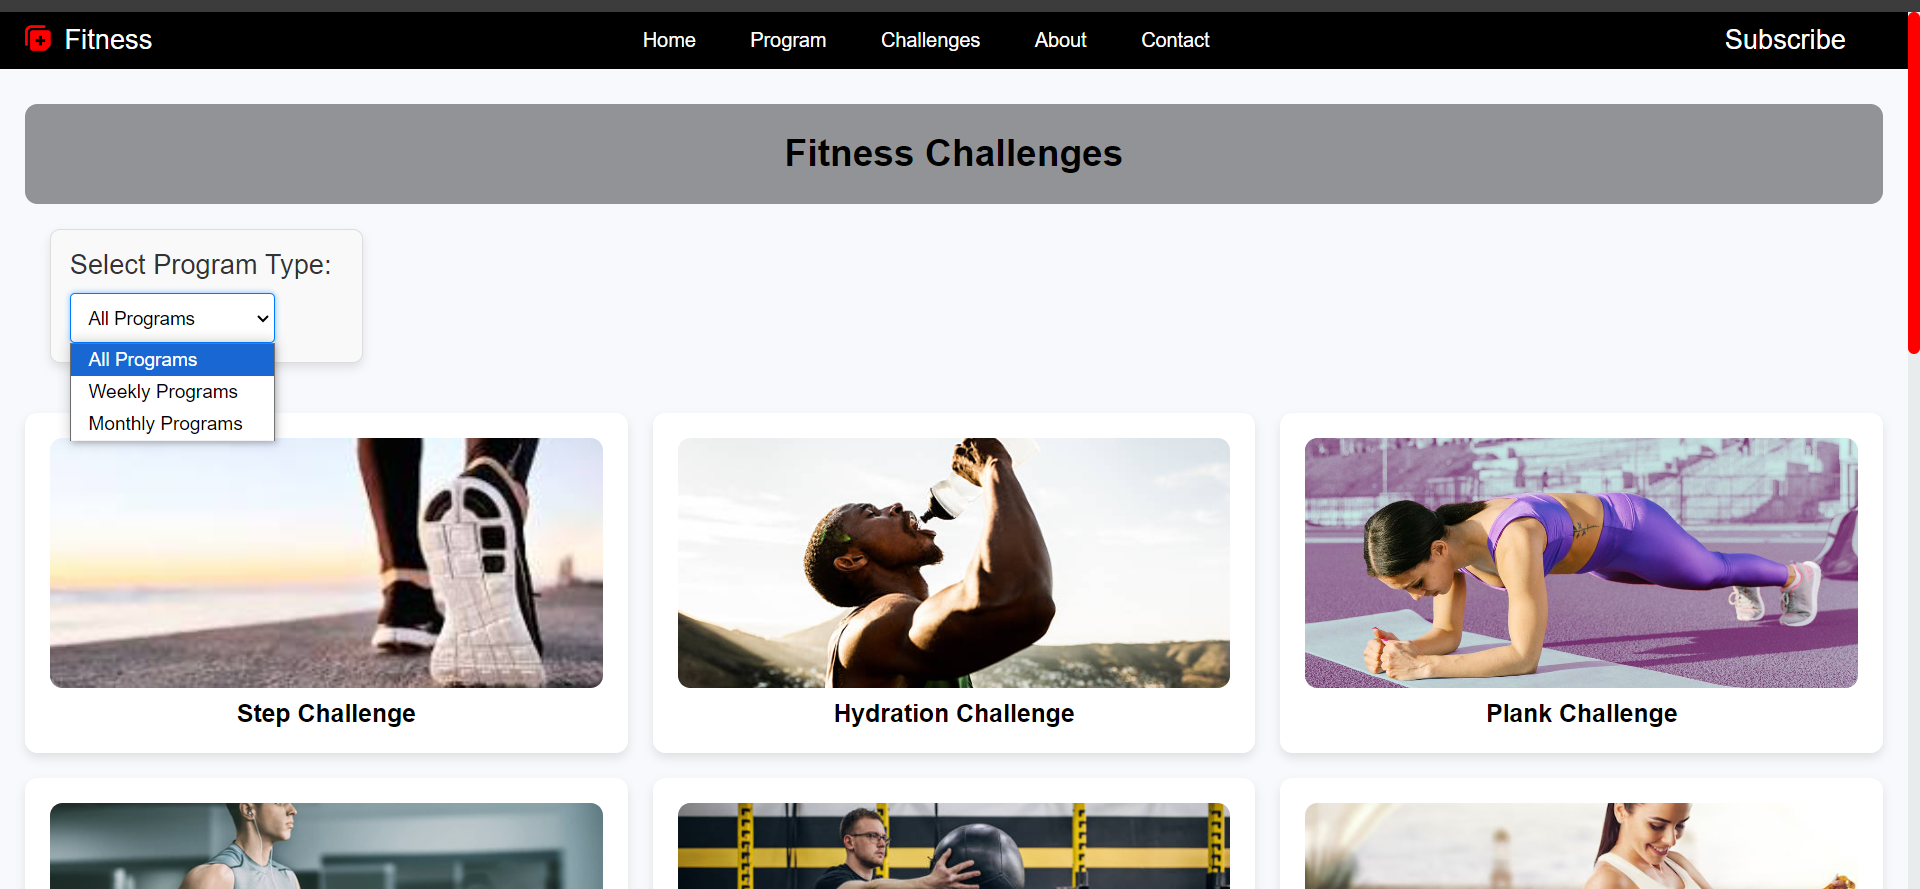 Fitness
Home
Program
Challenges
About
Contact
Subscribe
Fitness Challenges
Select Program Type:
All Programs
All Programs
Weekly Programs
Monthly Programs
Step Challenge
Hydration Challenge
Plank Challenge